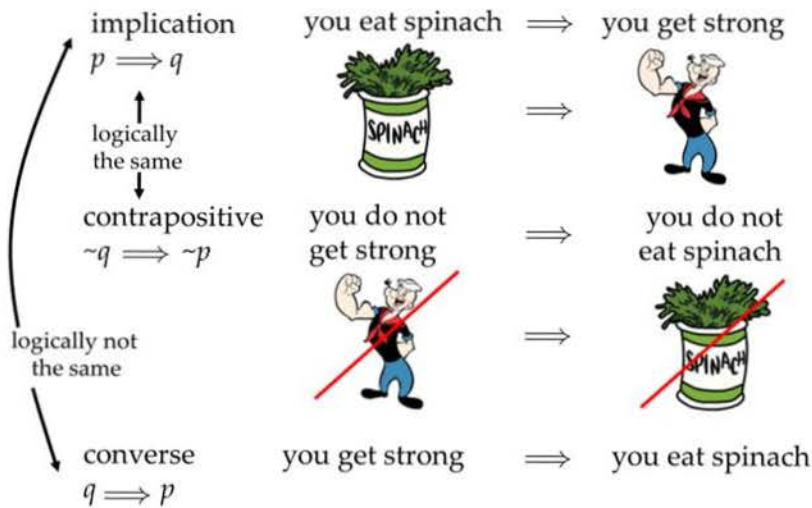 implication you eat spinach ⟹ you get strong
p ⟹ q
SPINACH ⟹
logically
the same
contrapositive you do not ⟹ you do not
~q ⟹ ~p get strong eat spinach
logically not
the same
⟹ SPINACH
converse you get strong ⟹ you eat spinach
q ⟹ p